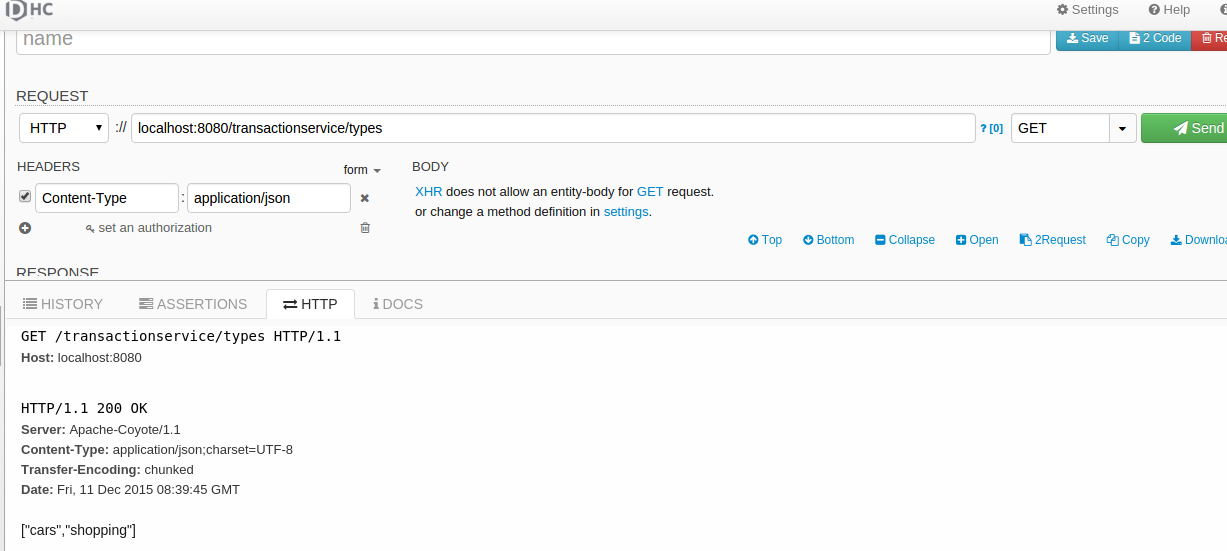 DHC
Settings Help
name
Save 2 Code Re
REQUEST
HTTP :// localhost:8080/transactionservice/types ? [0] GET Send
HEADERS form BODY
Content-Type : application/json
XHR does not allow an entity-body for GET request.
or change a method definition in settings.
set an authorization
Top Bottom Collapse Open 2Request Copy Downloa
RESPONSE
HISTORY ASSERTIONS HTTP DOCS
GET /transactionservice/types HTTP/1.1
Host: localhost:8080
HTTP/1.1 200 OK
Server: Apache-Coyote/1.1
Content-Type: application/json;charset=UTF-8
Transfer-Encoding: chunked
Date: Fri, 11 Dec 2015 08:39:45 GMT
["cars","shopping"]